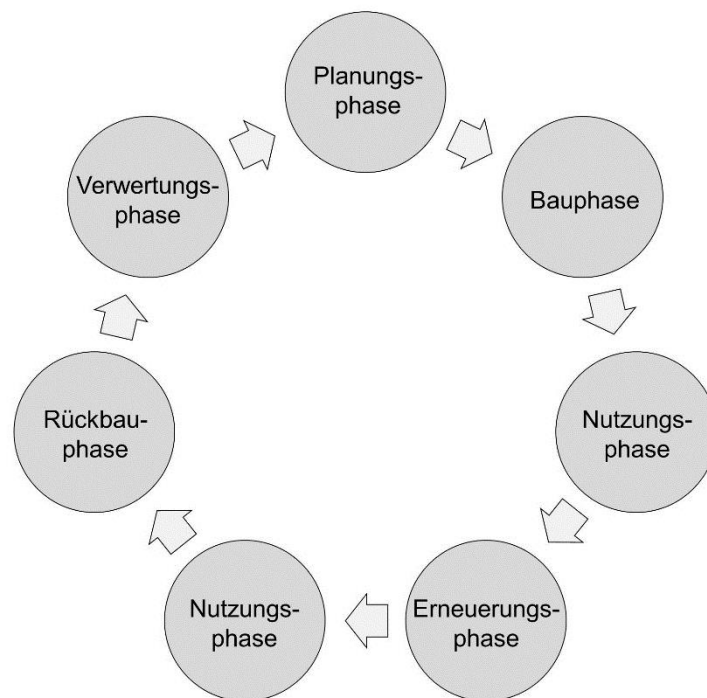 Planungs-
phase
Bauphase
Nutzungs-
phase
Erneuerungs-
phase
Nutzungs-
phase
Rückbau-
phase
Verwertungs-
phase